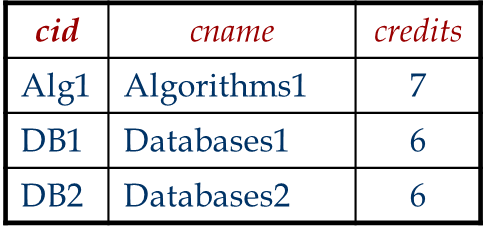 cid cname credits
Alg1 Algorithms1 7
DB1 Databases1 6
DB2 Databases2 6